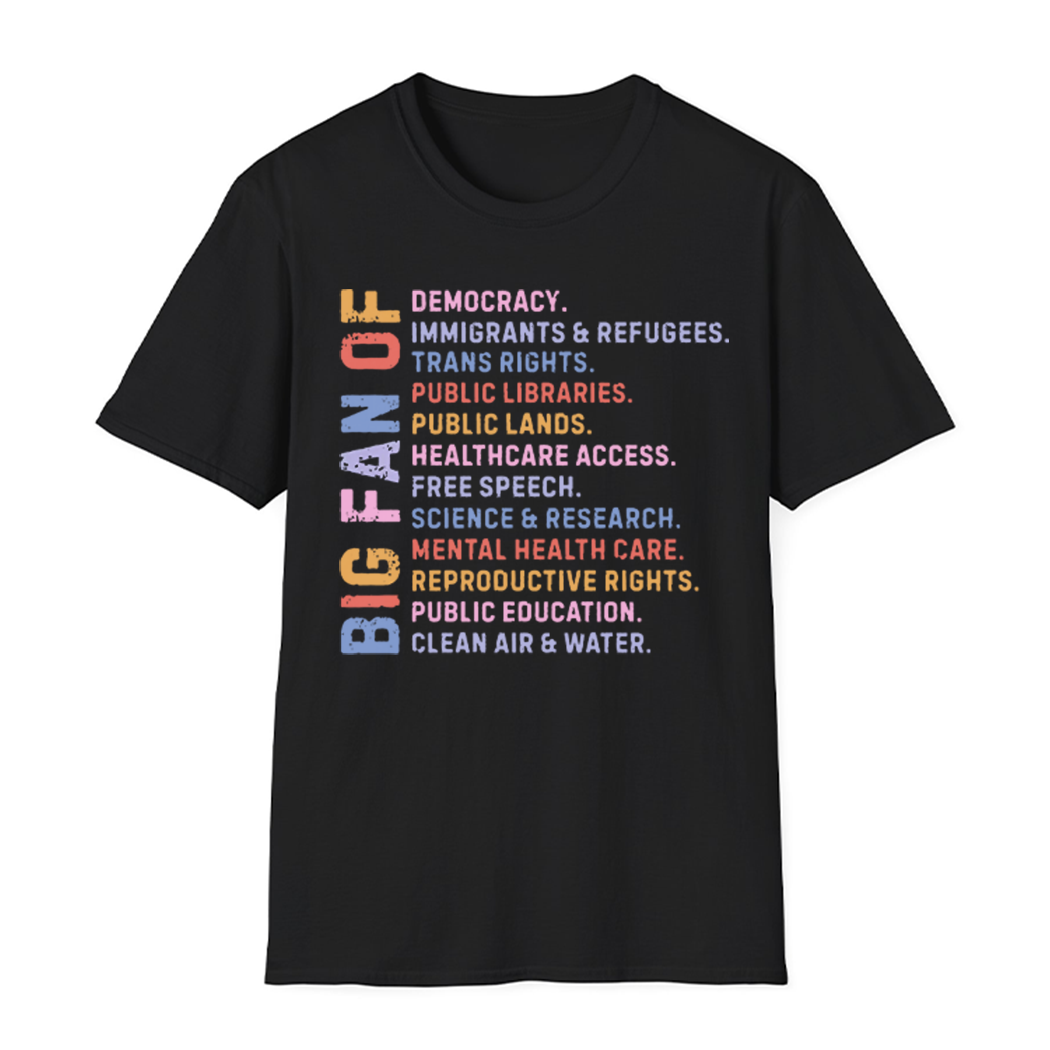 BIG FAN OF
DEMOCRACY.
IMMIGRANTS & REFUGEES.
TRANS RIGHTS.
PUBLIC LIBRARIES.
PUBLIC LANDS.
HEALTHCARE ACCESS.
FREE SPEECH.
SCIENCE & RESEARCH.
MENTAL HEALTH CARE.
REPRODUCTIVE RIGHTS.
PUBLIC EDUCATION.
CLEAN AIR & WATER.